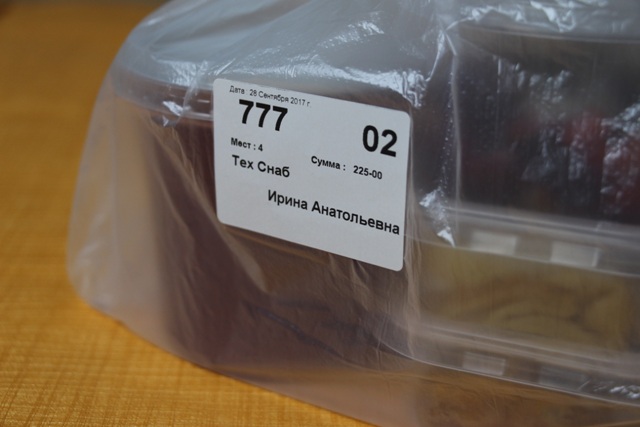 Дата : 28 Сентября 2017 г.
777 02
Мест : 4 Сумма : 225-00
Тех Снаб
Ирина Анатольевна